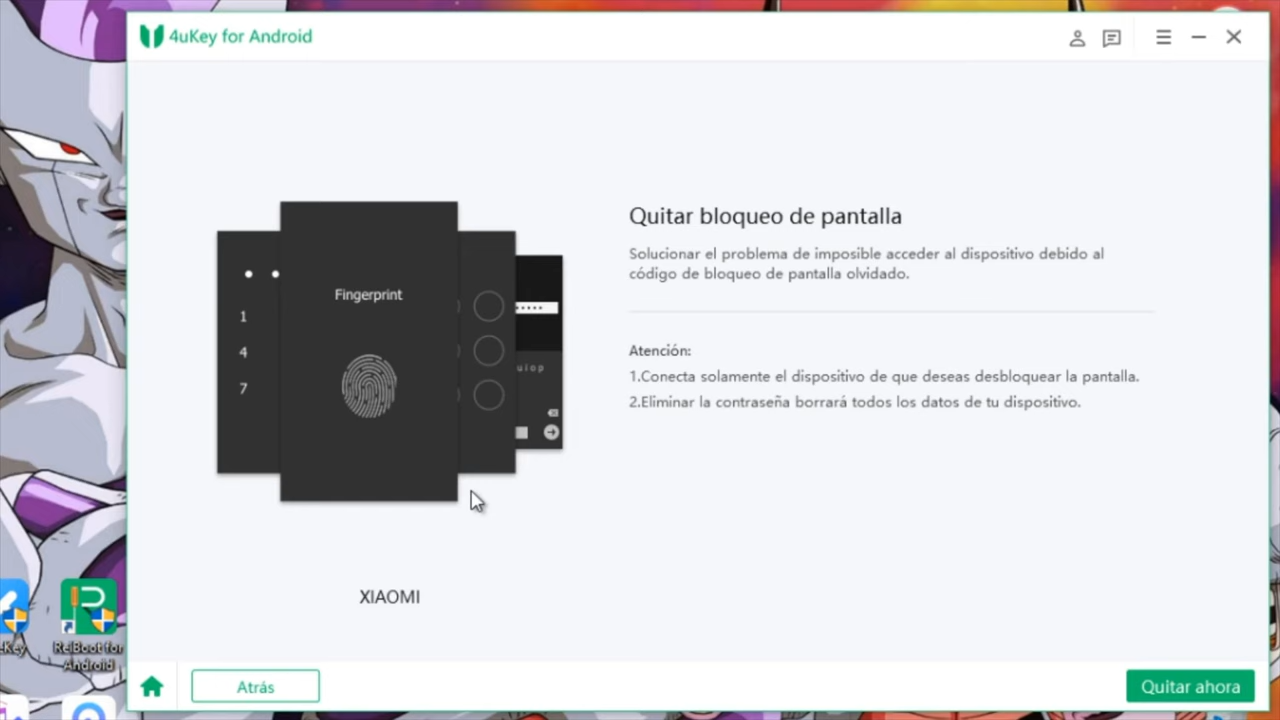 4uKey for Android
Quitar bloqueo de pantalla
Solucionar el problema de imposible acceder al dispositivo debido al
código de bloqueo de pantalla olvidado.
Fingerprint
1
4
7
u i o p
Atención:
1.Conecta solamente el dispositivo de que deseas desbloquear la pantalla.
2.Eliminar la contraseña borrará todos los datos de tu dispositivo.
XIAOMI
ReiBoot for
Android
Atrás
Quitar ahora